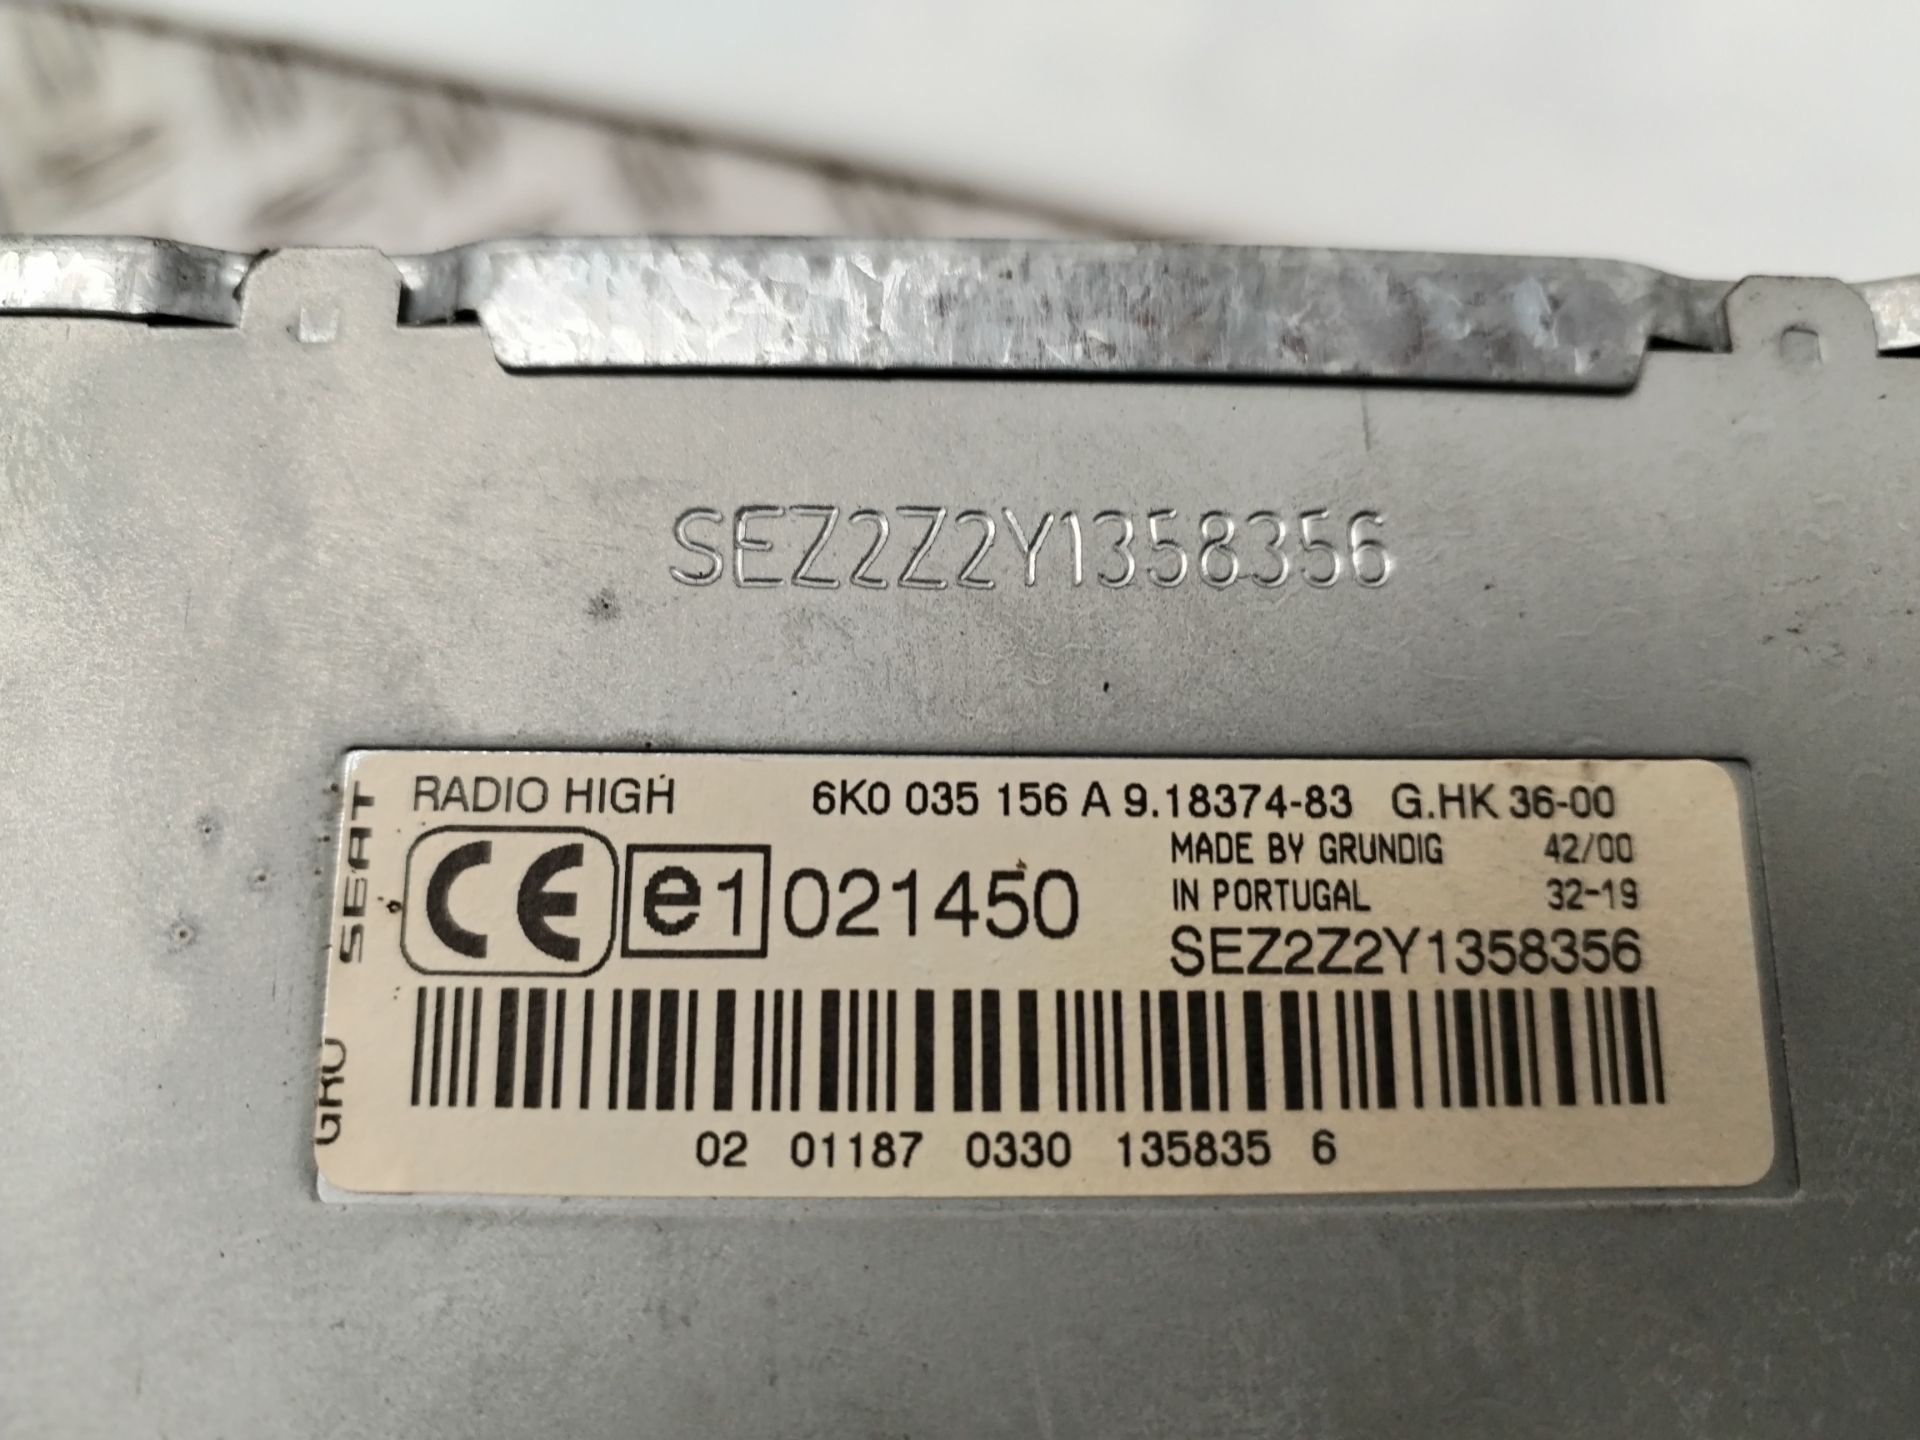 SEZ2Z2Y1358356
RADIO HIGH 6K0 035 156 A 9.18374-83 G.HK 36-00
SEAT
CE e1 021450
MADE BY GRUNDIG 42/00
IN PORTUGAL 32-19
SEZ2Z2Y1358356
GRU
02 01187 0330 135835 6